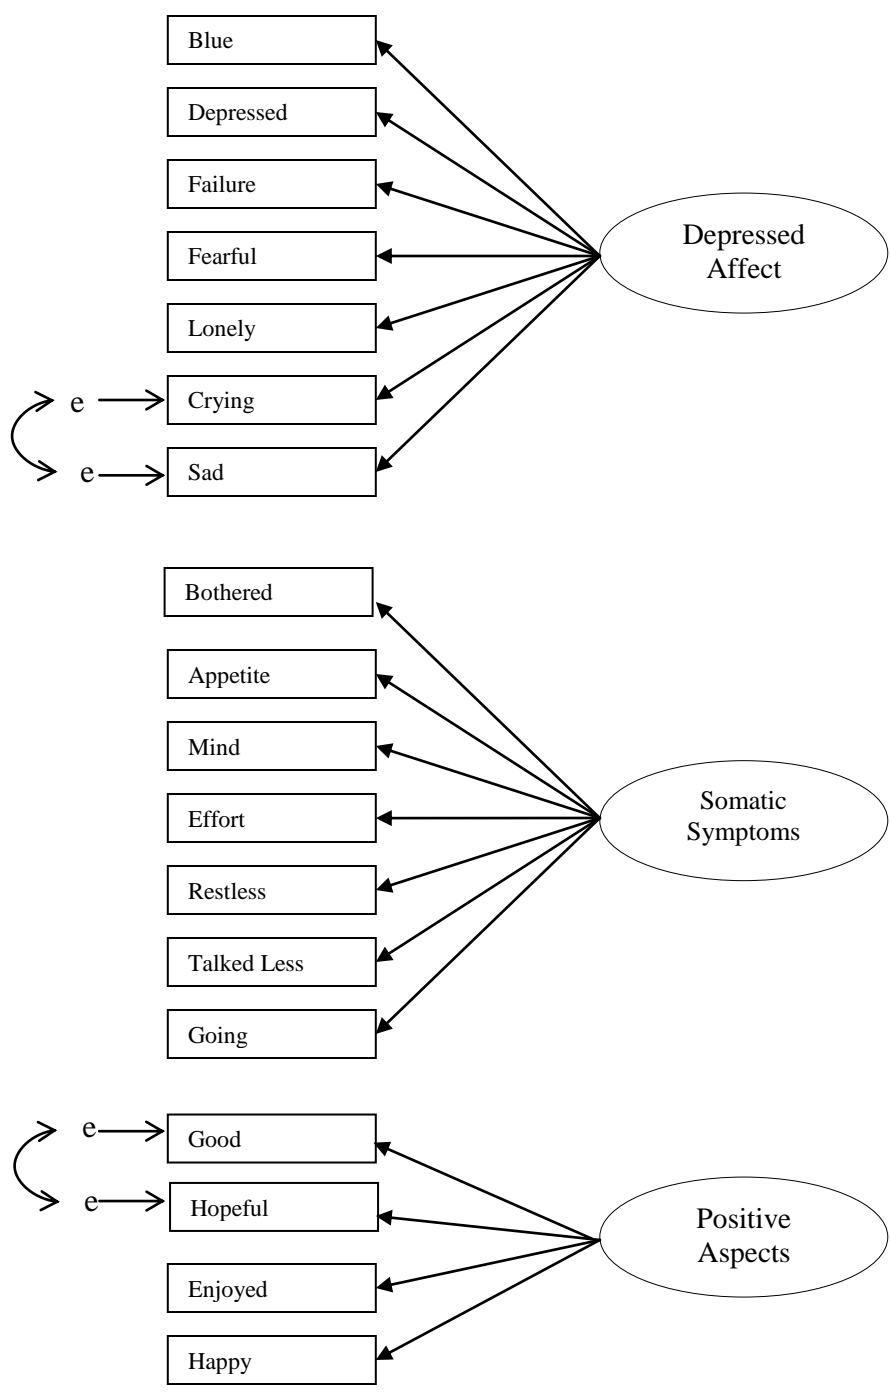 Blue
Depressed
Failure
Fearful
Lonely
e
Crying
e
Sad
Depressed
Affect
Bothered
Appetite
Mind
Effort
Restless
Talked Less
Going
Somatic
Symptoms
e
Good
e
Hopeful
Enjoyed
Happy
Positive
Aspects